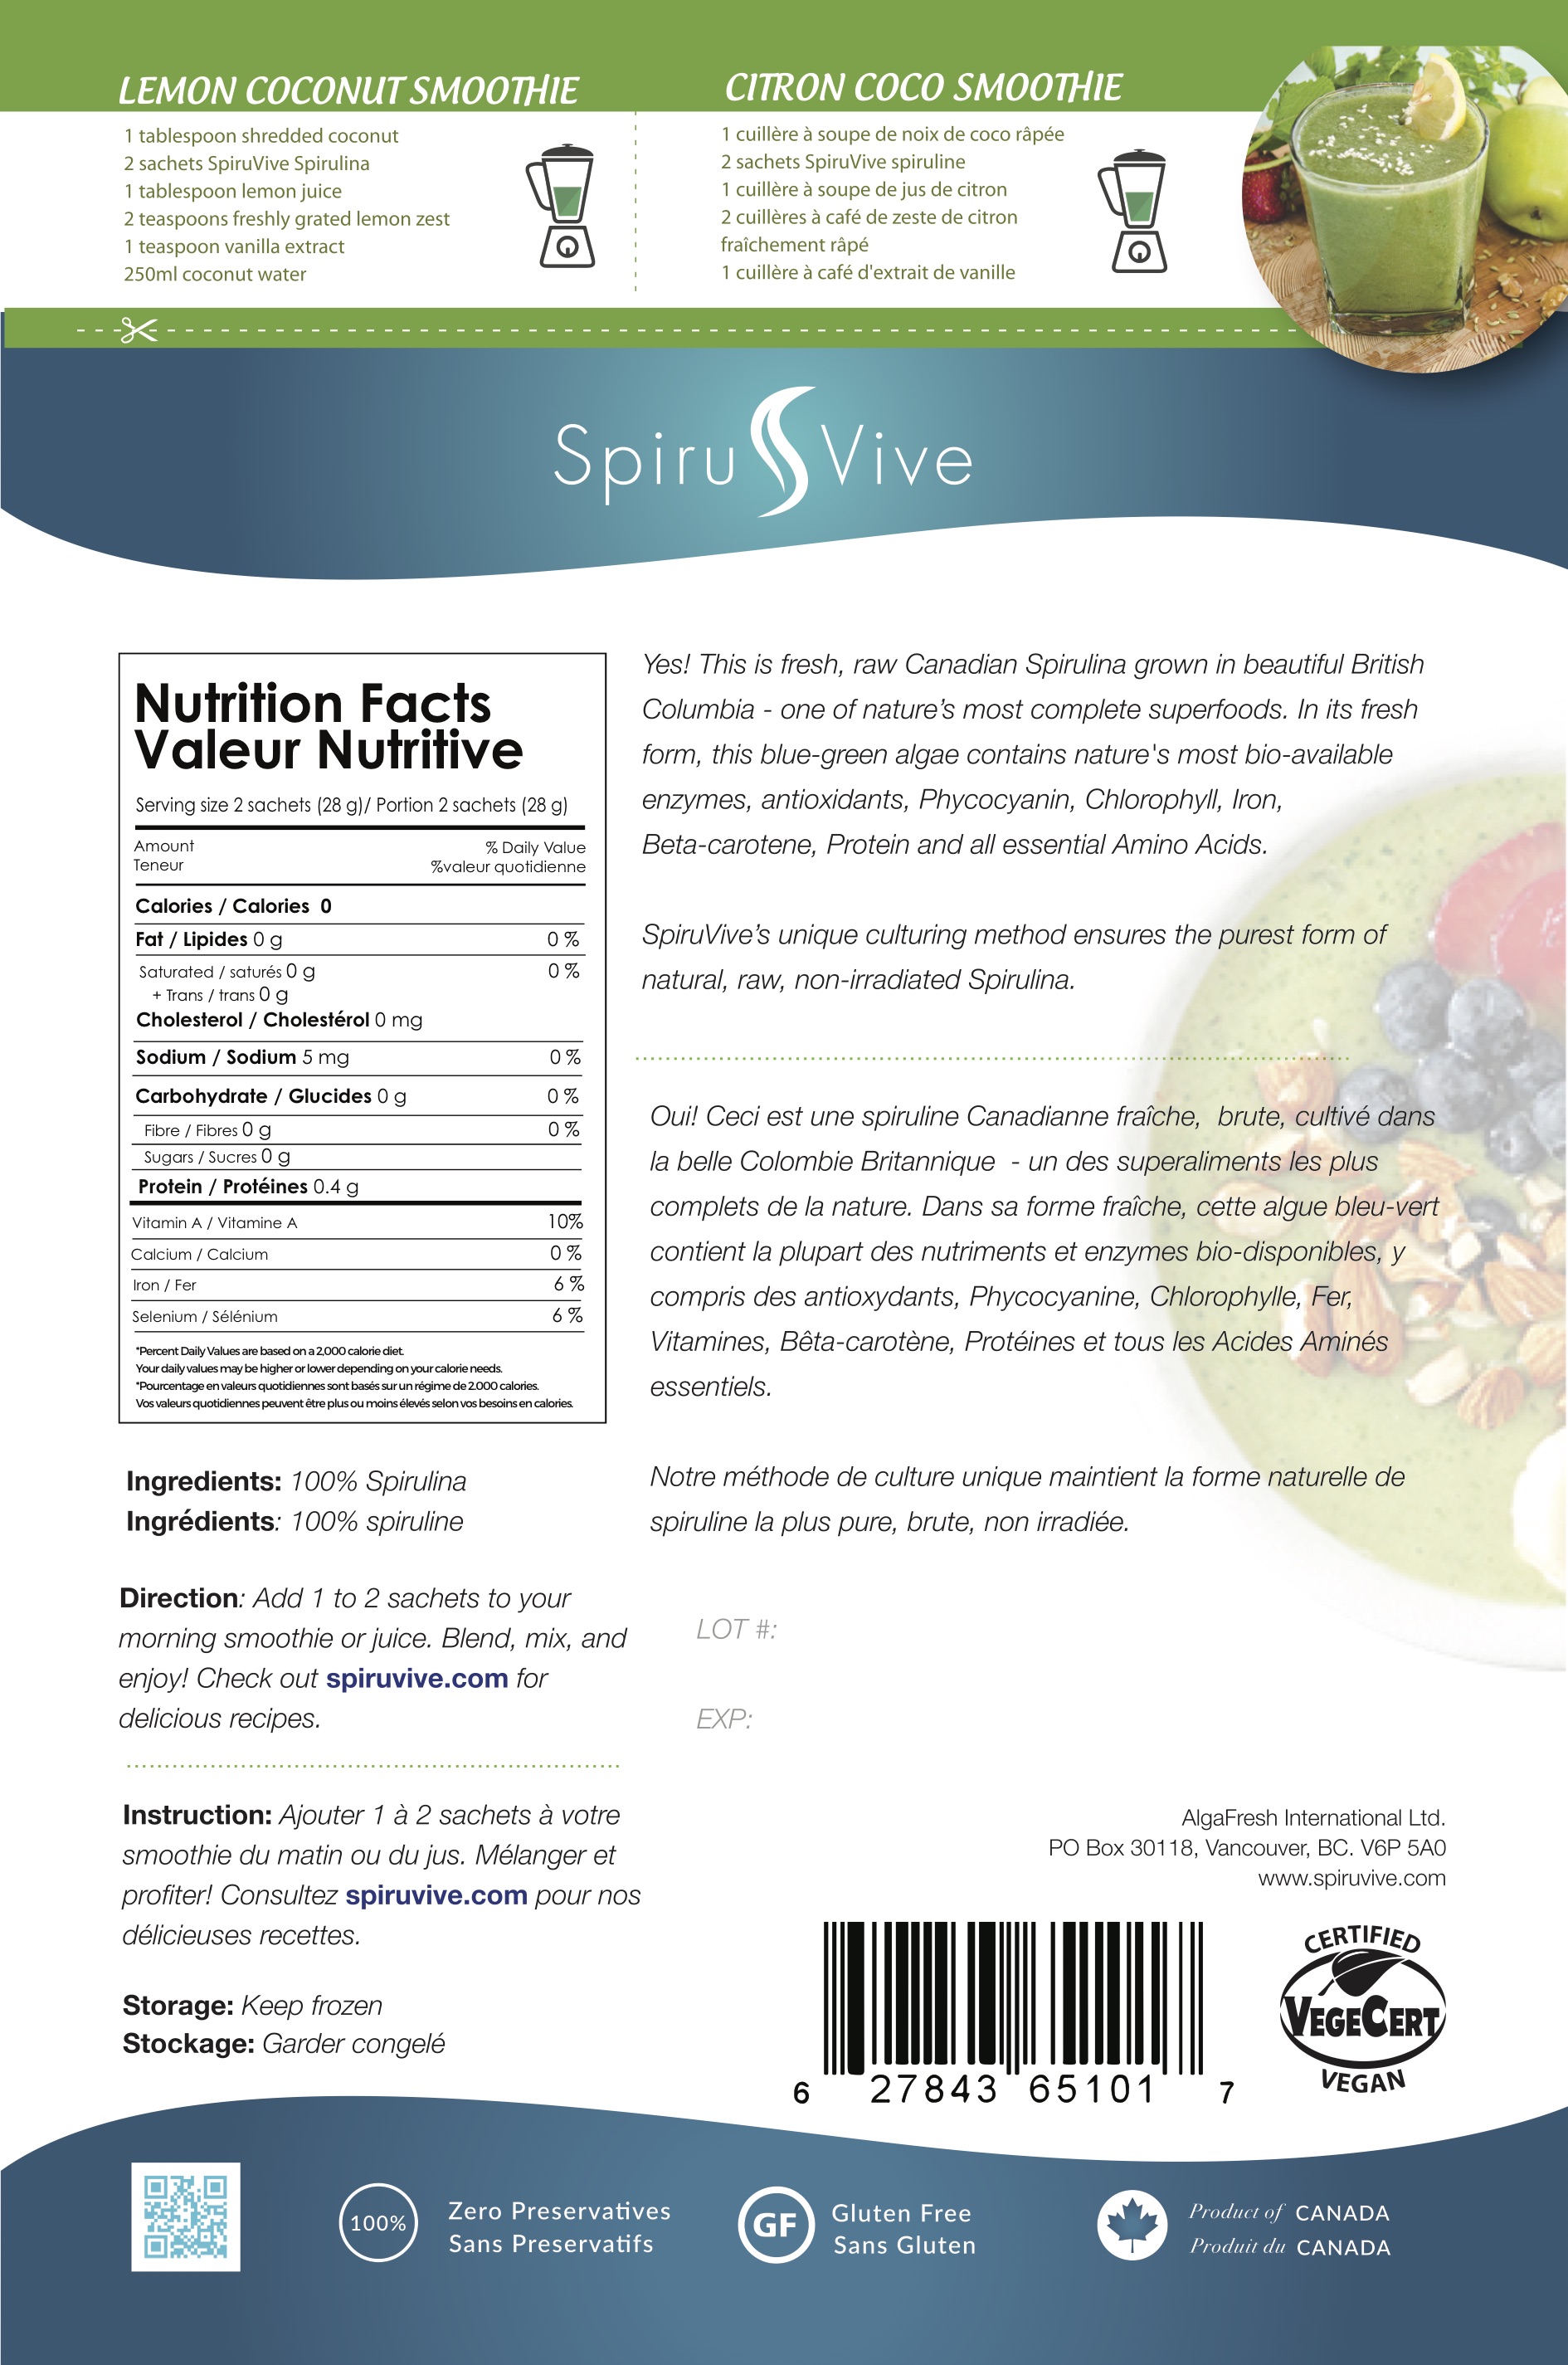 LEMON COCONUT SMOOTHIE
1 tablespoon shredded coconut
2 sachets SpiruVive Spirulina
1 tablespoon lemon juice
2 teaspoons freshly grated lemon zest
1 teaspoon vanilla extract
250ml coconut water
CITRON COCO SMOOTHIE
1 cuillère à soupe de noix de coco râpée
2 sachets SpiruVive spiruline
1 cuillère à soupe de jus de citron
2 cuillères à café de zeste de citron
fraîchement râpé
1 cuillère à café d'extrait de vanille
Spiru Vive
Nutrition Facts
Valeur Nutritive
Serving size 2 sachets (28 g)/ Portion 2 sachets (28 g)
Amount % Daily Value
Teneur %valeur quotidienne
Calories / Calories 0
Fat / Lipides 0 g 0 %
Saturated / saturés 0 g 0 %
+ Trans / trans 0 g
Cholesterol / Cholestérol 0 mg
Sodium / Sodium 5 mg 0 %
Carbohydrate / Glucides 0 g 0 %
Fibre / Fibres 0 g 0 %
Sugars / Sucres 0 g
Protein / Protéines 0.4 g
Vitamin A / Vitamine A 10%
Calcium / Calcium 0 %
Iron / Fer 6 %
Selenium / Sélénium 6 %
*Percent Daily Values are based on a 2,000 calorie diet.
Your daily values may be higher or lower depending on your calorie needs.
*Pourcentage en valeurs quotidiennes sont basés sur un régime de 2.000 calories.
Vos valeurs quotidiennes peuvent être plus ou moins élevés selon vos besoins en calories.
Ingredients: 100% Spirulina
Ingrédients: 100% spiruline
Direction: Add 1 to 2 sachets to your
morning smoothie or juice. Blend, mix, and
enjoy! Check out spiruvive.com for
delicious recipes.
Instruction: Ajouter 1 à 2 sachets à votre
smoothie du matin ou du jus. Mélanger et
profiter! Consultez spiruvive.com pour nos
délicieuses recettes.
Storage: Keep frozen
Stockage: Garder congelé
Yes! This is fresh, raw Canadian Spirulina grown in beautiful British
Columbia - one of nature’s most complete superfoods. In its fresh
form, this blue-green algae contains nature's most bio-available
enzymes, antioxidants, Phycocyanin, Chlorophyll, Iron,
Beta-carotene, Protein and all essential Amino Acids.
SpiruVive’s unique culturing method ensures the purest form of
natural, raw, non-irradiated Spirulina.
Oui! Ceci est une spiruline Canadianne fraîche, brute, cultivé dans
la belle Colombie Britannique - un des superaliments les plus
complets de la nature. Dans sa forme fraîche, cette algue bleu-vert
contient la plupart des nutriments et enzymes bio-disponibles, y
compris des antioxydants, Phycocyanine, Chlorophylle, Fer,
Vitamines, Bêta-carotène, Protéines et tous les Acides Aminés
essentiels.
Notre méthode de culture unique maintient la forme naturelle de
spiruline la plus pure, brute, non irradiée.
LOT #:
EXP:
AlgaFresh International Ltd.
PO Box 30118, Vancouver, BC. V6P 5A0
www.spiruvive.com
6 27843 65101 7
CERTIFIED
VEGECERT
VEGAN
100%
Zero Preservatives
Sans Preservatifs
GF
Gluten Free
Sans Gluten
Product of CANADA
Produit du CANADA